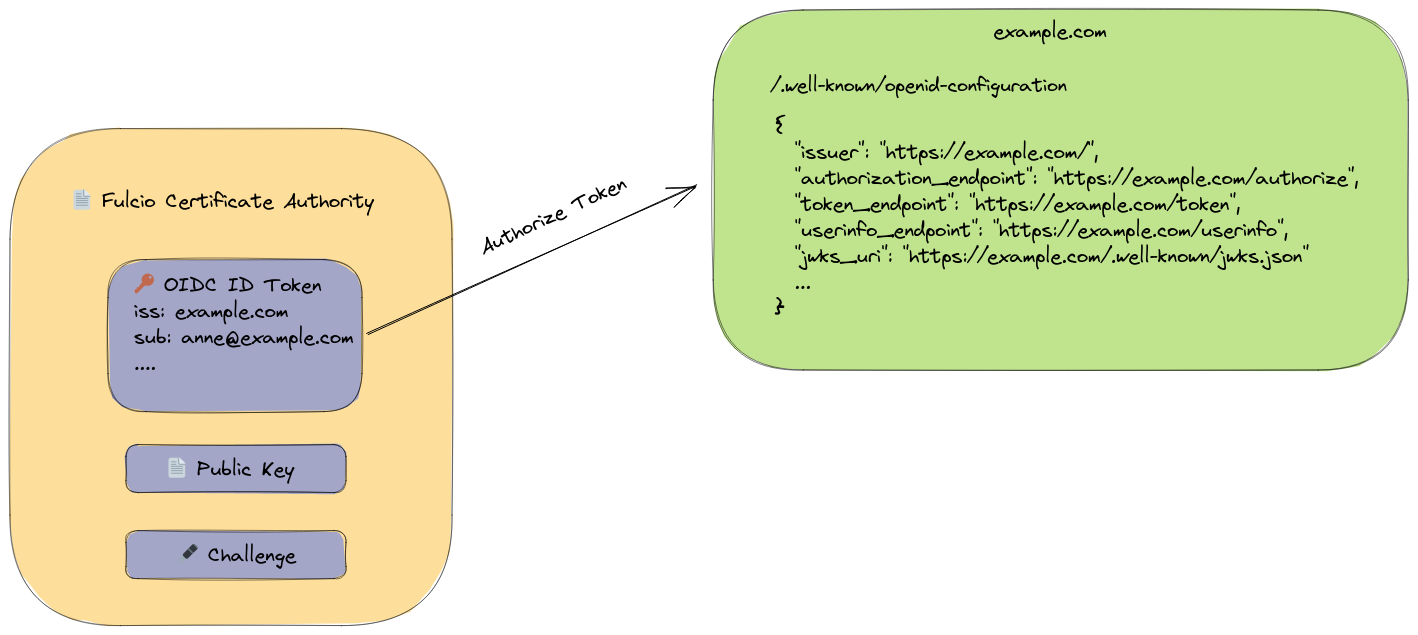 Fulcio Certificate Authority
OIDC ID Token
iss: example.com
sub: anne@example.com
....
Public Key
Challenge
Authorize Token
example.com
/.well-known/openid-configuration
{
"issuer": "https://example.com/",
"authorization_endpoint": "https://example.com/authorize",
"token_endpoint": "https://example.com/token",
"userinfo_endpoint": "https://example.com/userinfo",
"jwks_uri": "https://example.com/.well-known/jwks.json"
...
}